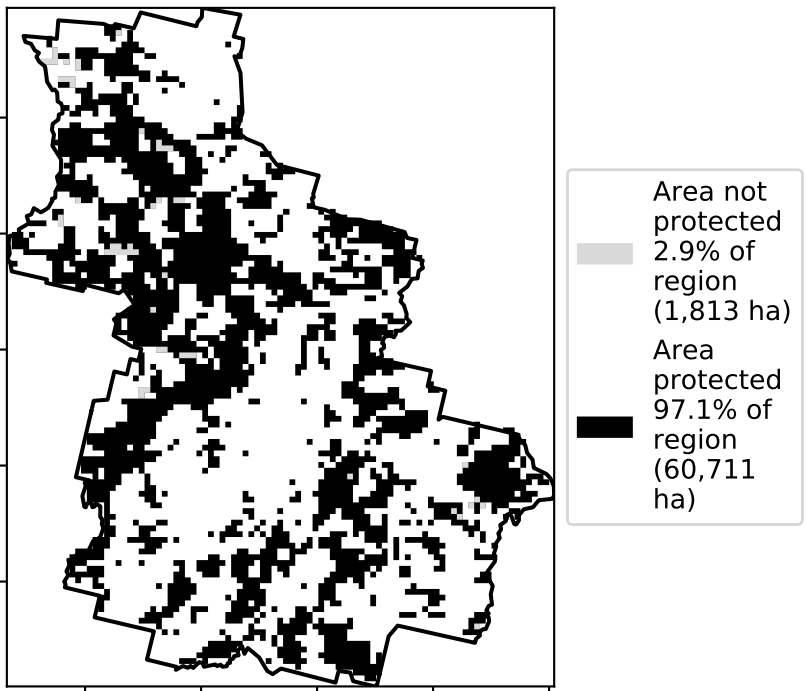 Area not
protected
2.9% of
region
(1,813 ha)
Area
protected
97.1% of
region
(60,711
ha)